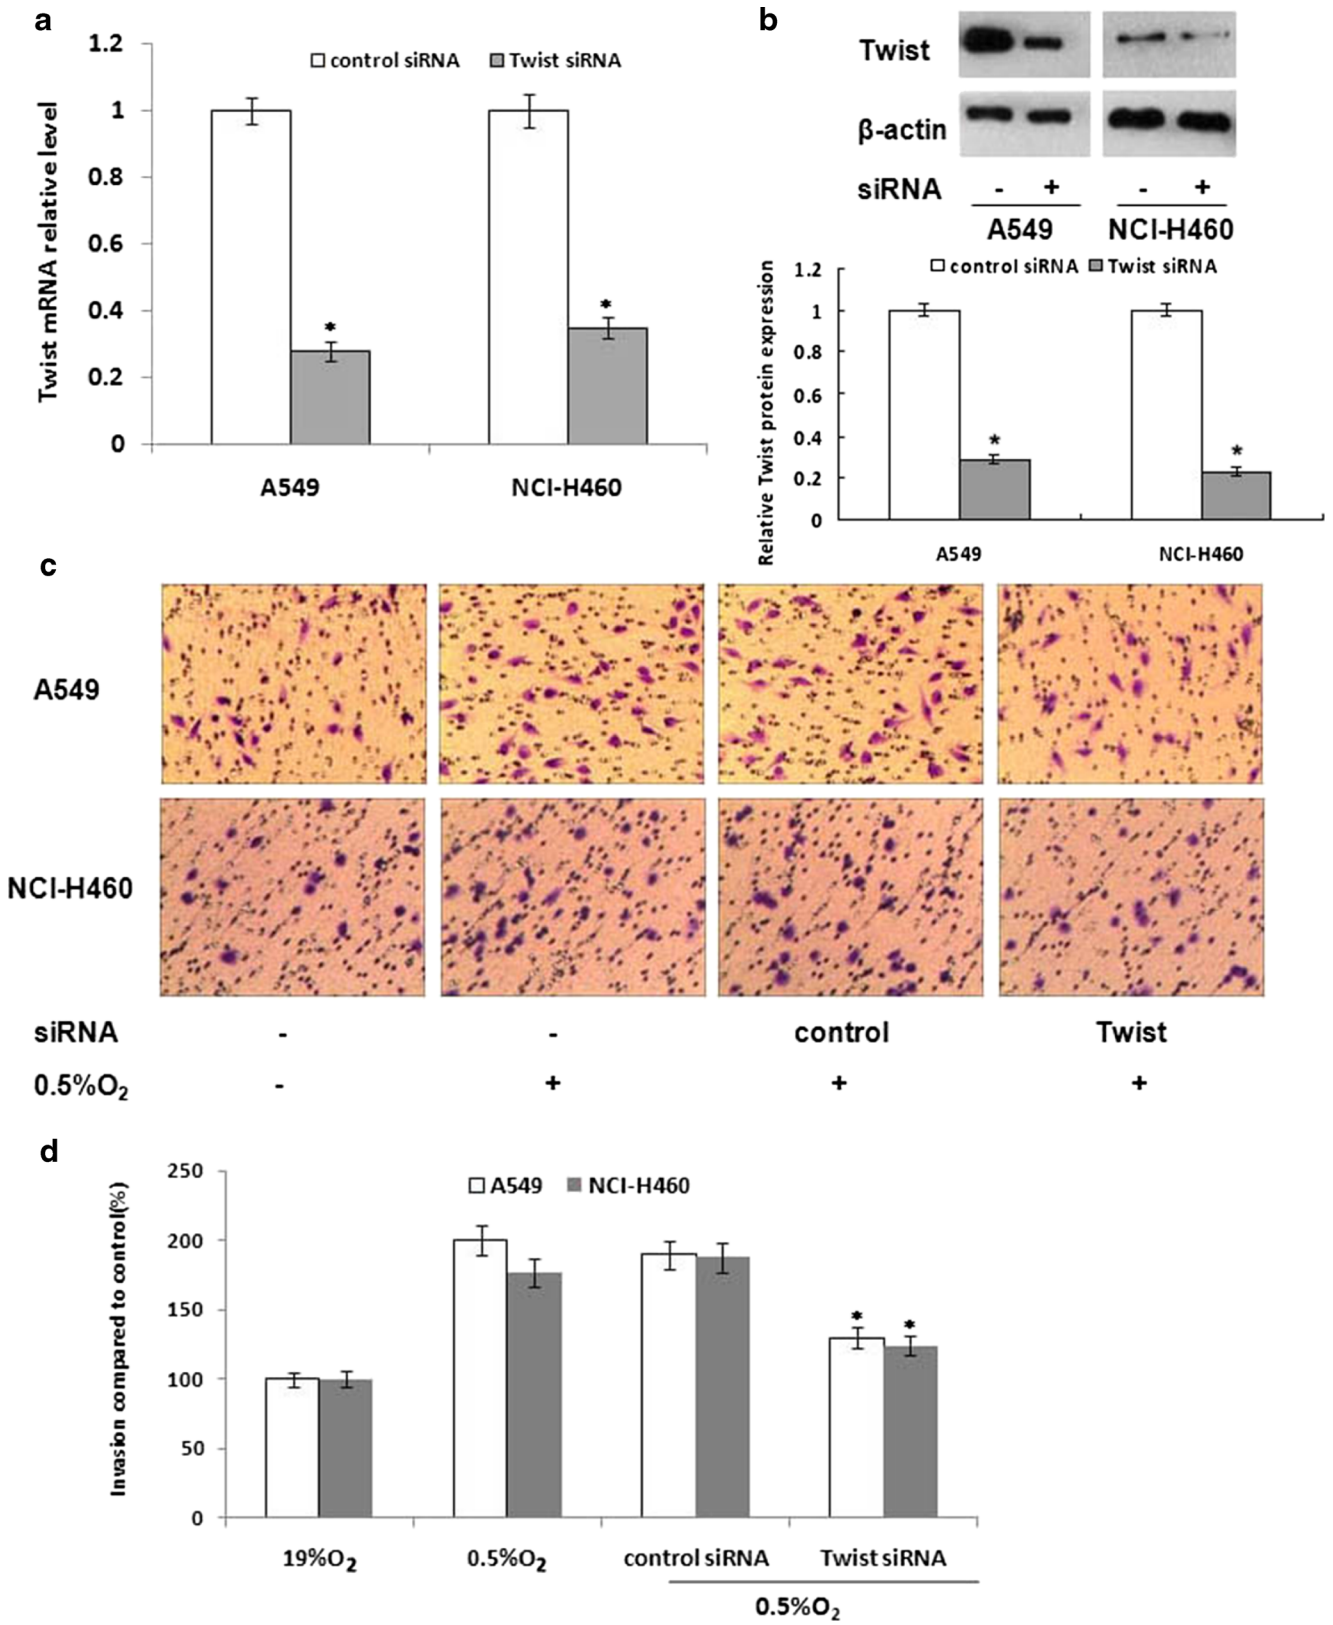 a
1.2
1
0.8
0.6
0.4
0.2
0
Twist mRNA relative level
control siRNA
Twist siRNA
*
*
A549
NCI-H460
b
Twist
β-actin
siRNA - + - +
A549 NCI-H460
Relative Twist protein expression
1.2
1
0.8
0.6
0.4
0.2
0
control siRNA Twist siRNA
*
*
A549
NCI-H460
c
A549
NCI-H460
siRNA - - control Twist
0.5%O₂ - + + +
d
Invasion compared to control(%)
250
200
150
100
50
0
A549 NCI-H460
* *
19%O₂ 0.5%O₂ control siRNA Twist siRNA
0.5%O₂